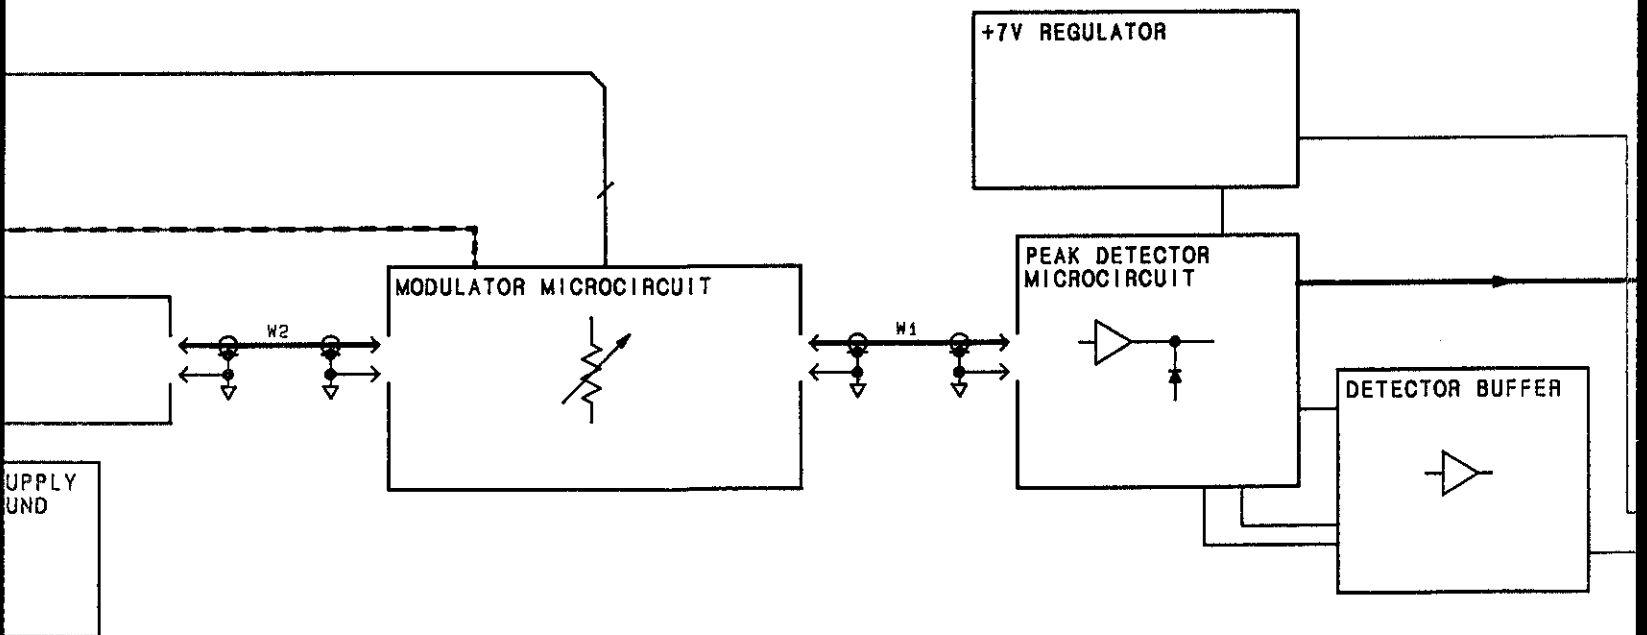 +7V REGULATOR
PEAK DETECTOR
MICROCIRCUIT
MODULATOR MICROCIRCUIT
W2
W1
DETECTOR BUFFER
UPPLY
UND